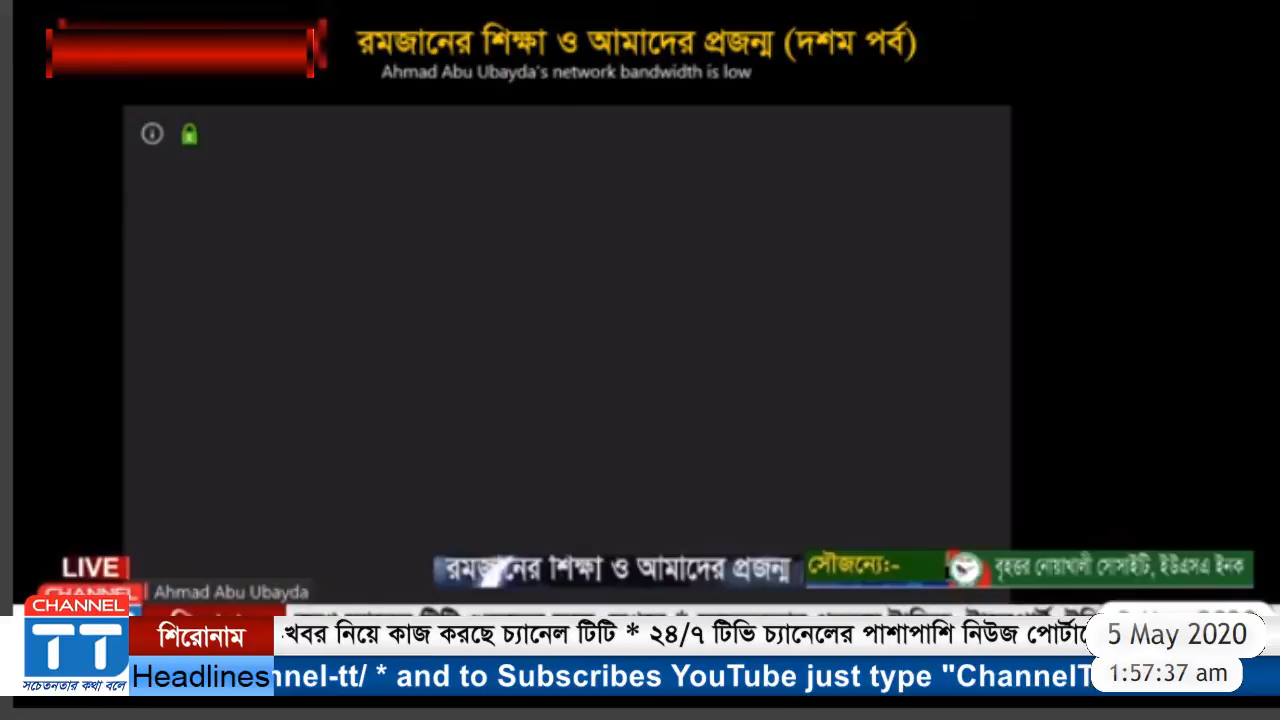 রমজানের শিক্ষা ও আমাদের প্রজন্ম (দশম পর্ব)
Ahmad Abu Ubayda's network bandwidth is low
LIVE
রমজানের শিক্ষা ও আমাদের প্রজন্ম
সৌজন্যে:-
বৃহত্তর নোয়াখালী সোসাইটি, ইউএসএ ইনক
Ahmad Abu Ubayda
CHANNEL
TT
সচেতনতার কথা বলে
শিরোনাম
খবর নিয়ে কাজ করছে চ্যানেল টিটি * ২৪/৭ টিভি চ্যানেলের পাশাপাশি নিউজ
5 May 2020
Headlines
nnel-tt/ * and to Subscribes YouTube just type "ChannelT
1:57:37 am